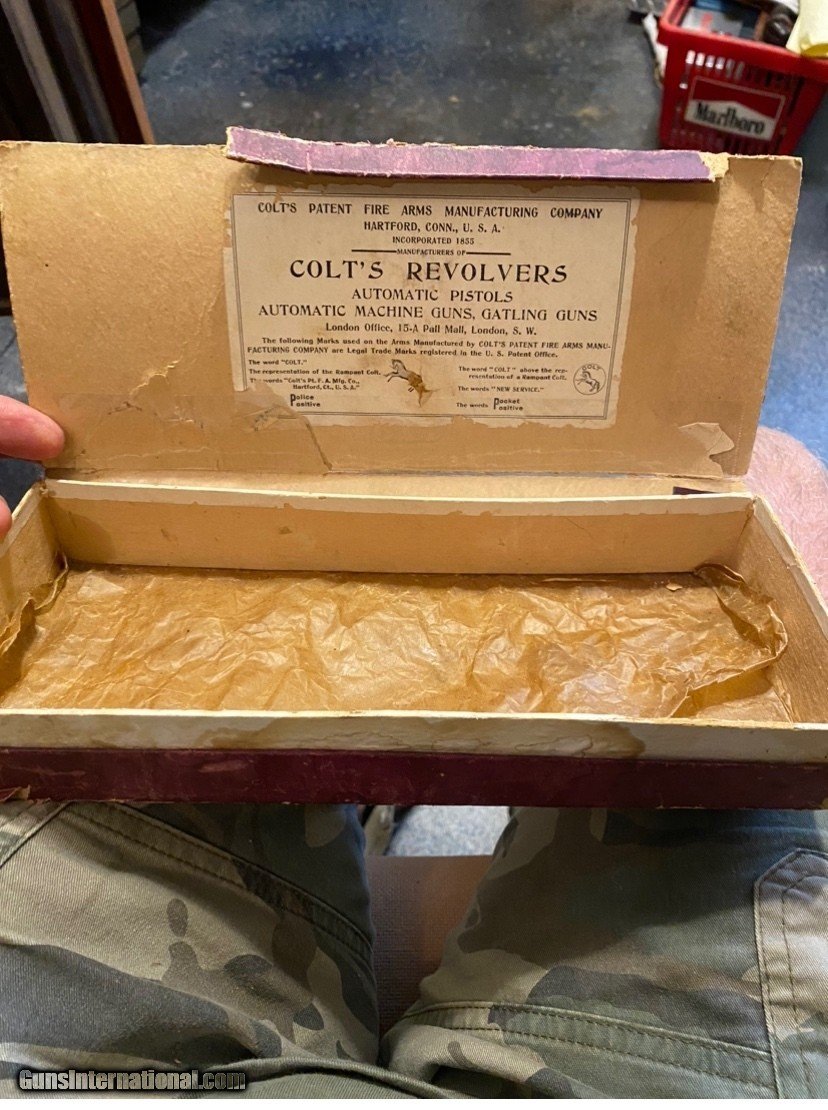 Marlboro
COLT'S PATENT FIRE ARMS MANUFACTURING COMPANY
HARTFORD, CONN., U. S. A.
INCORPORATED 1855
MANUFACTURERS OF
COLT'S REVOLVERS
AUTOMATIC PISTOLS
AUTOMATIC MACHINE GUNS, GATLING GUNS
London Office, 15-A Pall Mall, London, S. W.
The following Marks used on the Arms Manufactured by COLT'S PATENT FIRE ARMS MANU-
FACTURING COMPANY are Legal Trade Marks registered in the U. S. Patent Office.
The word "COLT."
The representation of the Rampant Colt.
The words "Colt's Pt. F. A. Mfg. Co.,
Hartford, Ct., U. S. A."
Police
Positive
The word "COLT" above the rep-
resentation of a Rampant Colt.
COLT
The words "NEW SERVICE."
The words Pocket
Positive
GunsInternational.com